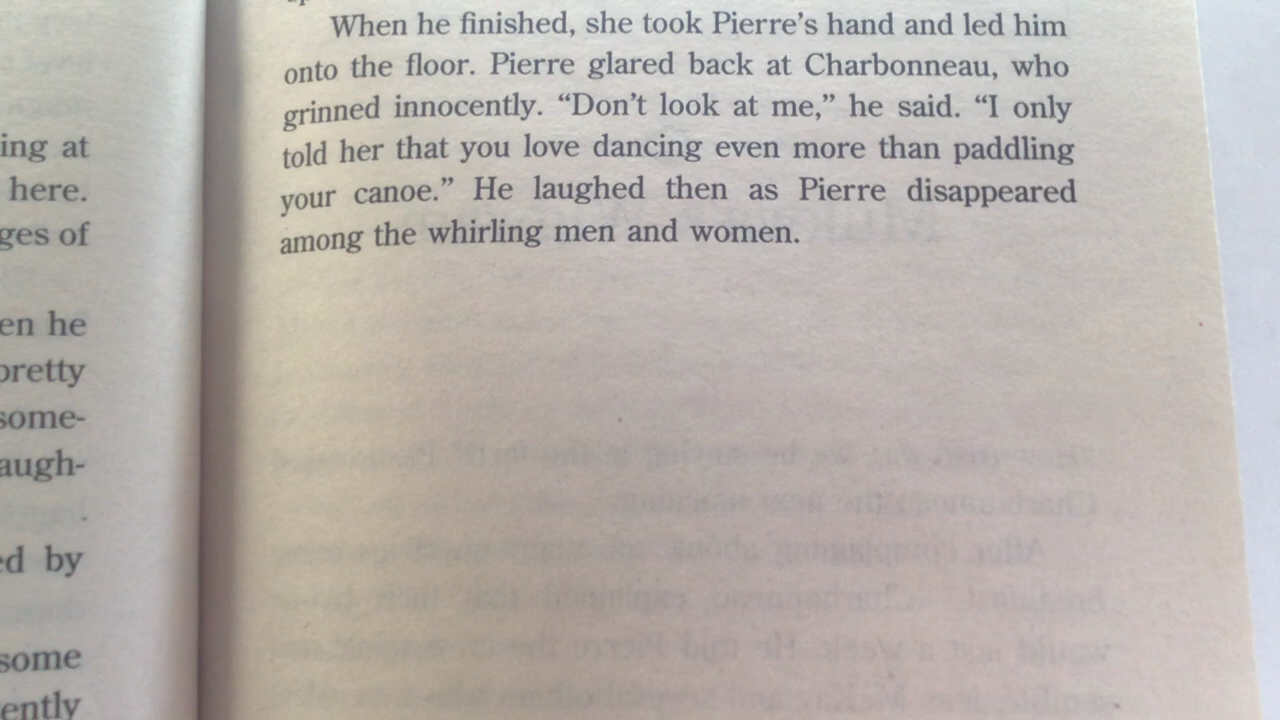 ing at
here.
ges of
en he
pretty
some-
augh-
.
ed by
some
ently
When he finished, she took Pierre's hand and led him
onto the floor. Pierre glared back at Charbonneau, who
grinned innocently. “Don't look at me,” he said. “I only
told her that you love dancing even more than paddling
your canoe.” He laughed then as Pierre disappeared
among the whirling men and women.